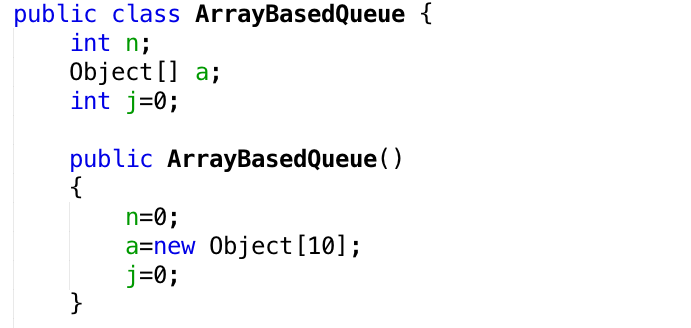 public class ArrayBasedQueue {
    int n;
    Object[] a;
    int j=0;

    public ArrayBasedQueue()
    {
        n=0;
        a=new Object[10];
        j=0;
    }